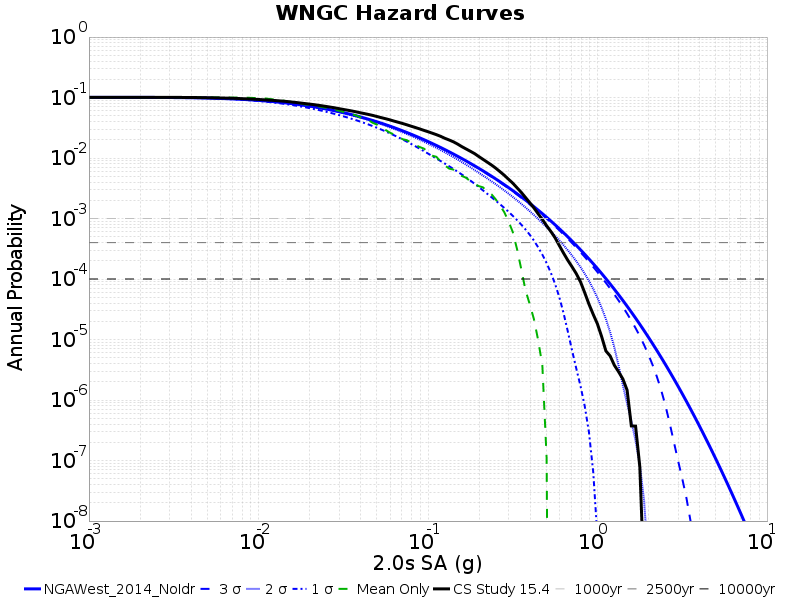 WNGC Hazard Curves
10^0
10^-1
10^-2
10^-3
10^-4
10^-5
10^-6
10^-7
10^-8
Annual Probability
10^-3 10^-2 10^-1 10^0 10^1
2.0s SA (g)
NGAWest_2014_NoIdr 3 σ 2 σ 1 σ Mean Only CS Study 15.4 1000yr 2500yr 10000yr